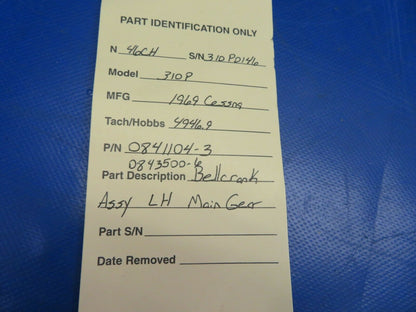 PART IDENTIFICATION ONLY
N 46CH S/N 310P0146
Model 310P
MFG 1969 Cessna
Tach/Hobbs 4946.9
P/N 0841104-3
0843500-6
Part Description Bellcrank
Assy LH Main Gear
Part S/N
Date Removed